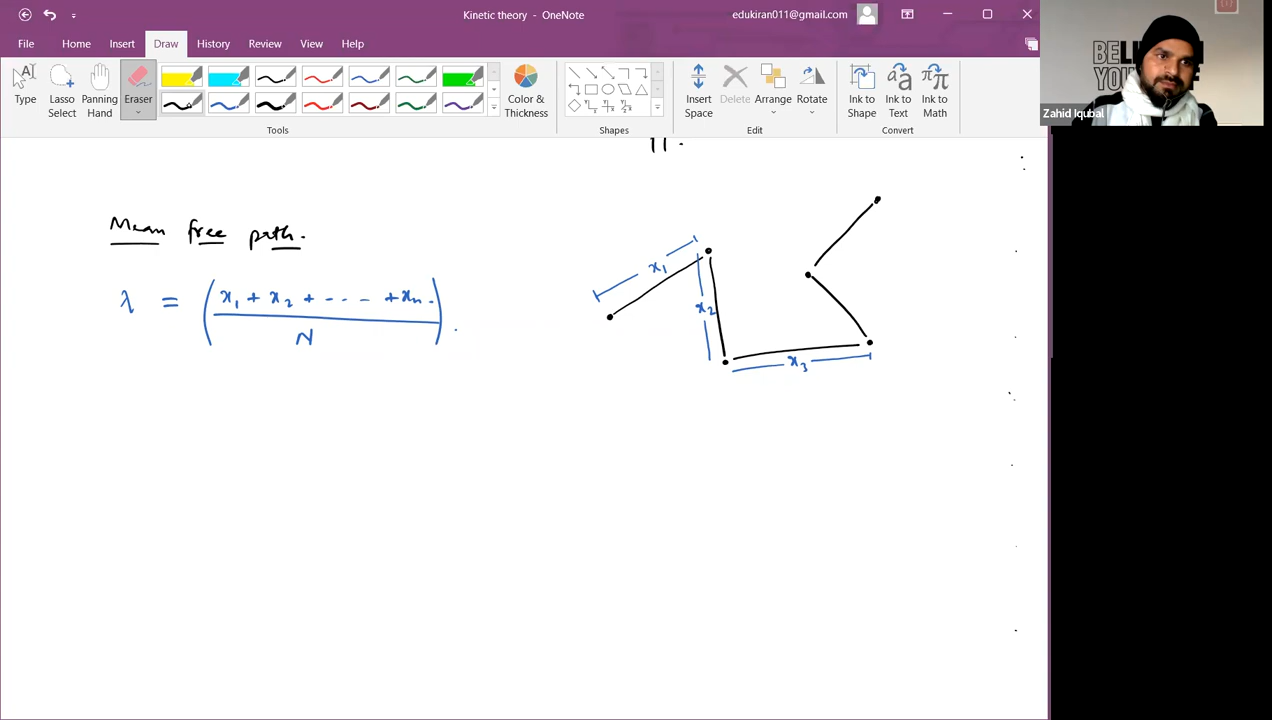 Kinetic theory - OneNote
edukiran011@gmail.com
File Home Insert Draw History Review View Help
Type
Lasso Select
Panning Hand
Eraser
Color & Thickness
Insert Space
Delete
Arrange
Rotate
Ink to Shape
Ink to Text
Ink to Math
Tools
Shapes
Edit
Convert
Zahid Iqubal
Mean free path.
λ = (x₁ + x₂ + - - - - + xₙ. / N).
x₁
x₂
x₃